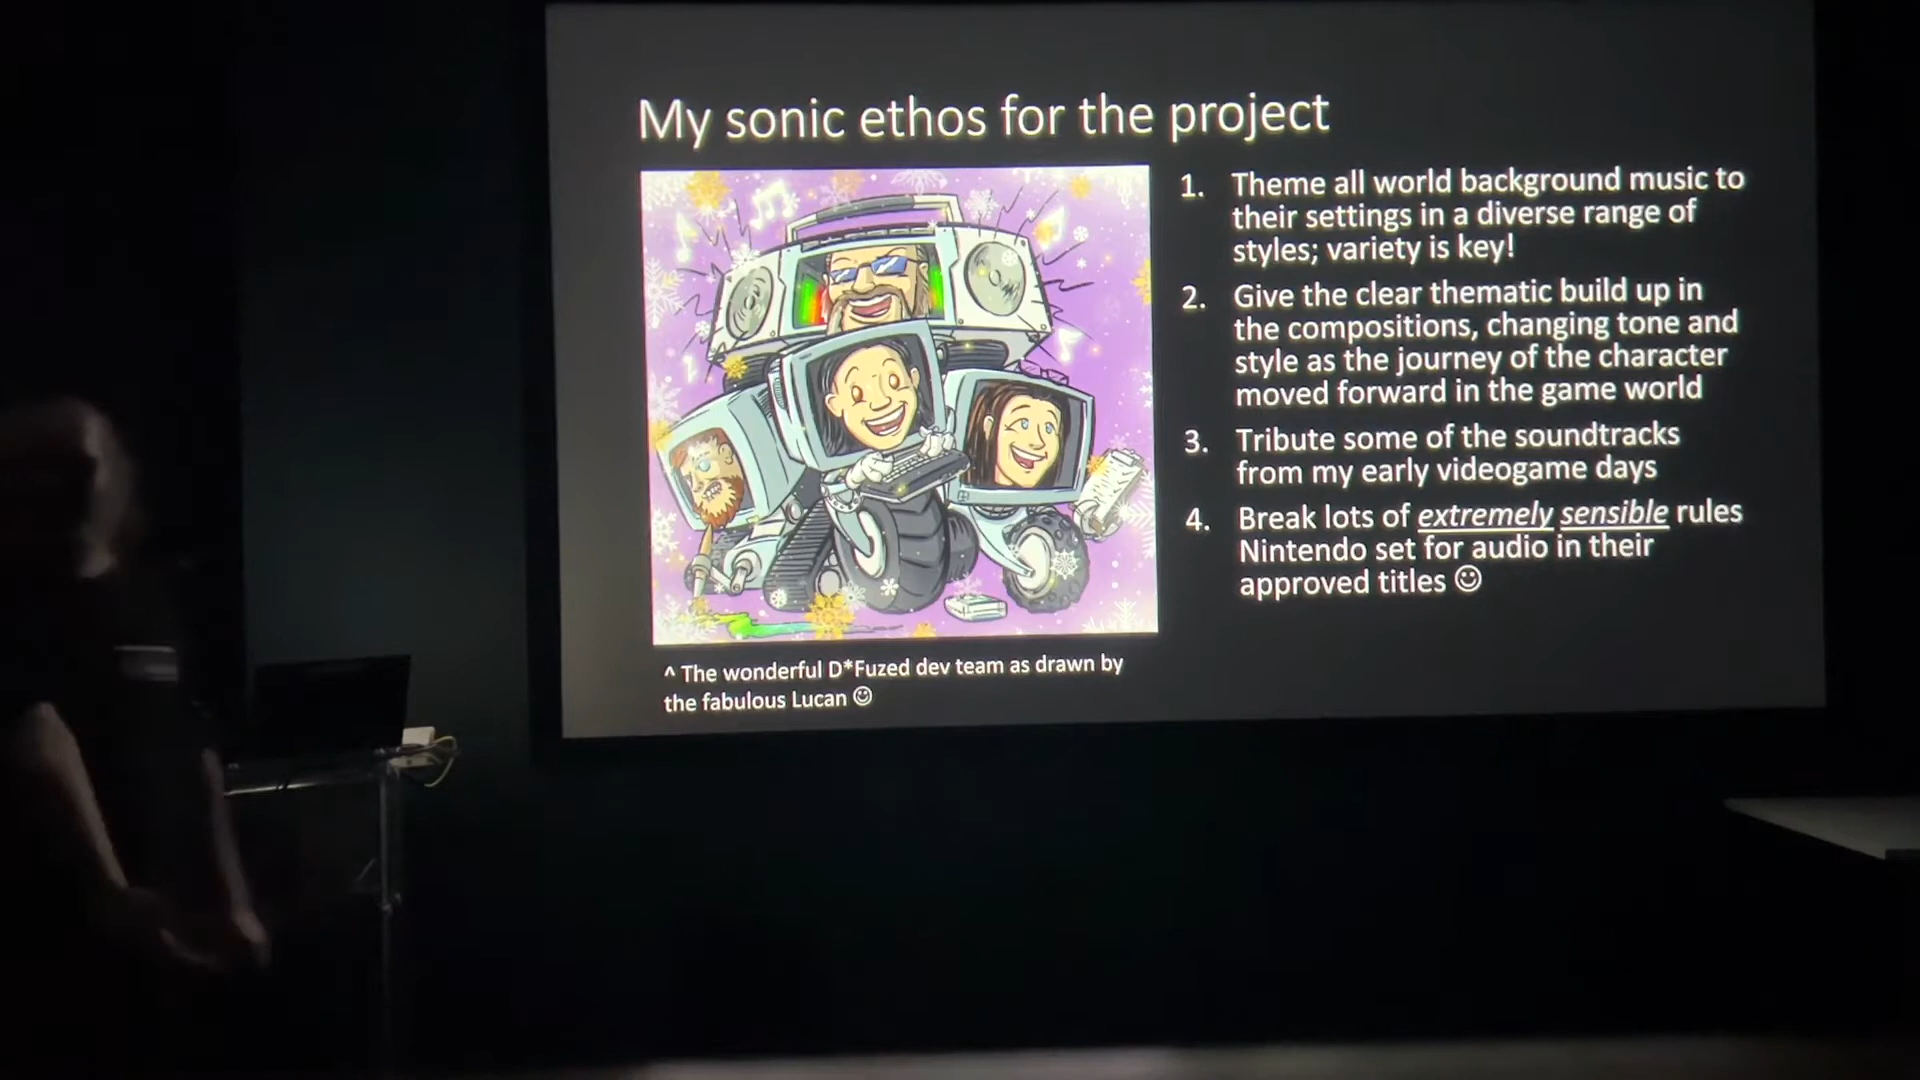 My sonic ethos for the project
1. Theme all world background music to
their settings in a diverse range of
styles; variety is key!
2. Give the clear thematic build up in
the compositions, changing tone and
style as the journey of the character
moved forward in the game world
3. Tribute some of the soundtracks
from my early videogame days
4. Break lots of extremely sensible rules
Nintendo set for audio in their
approved titles ☺
^ The wonderful D*Fuzed dev team as drawn by
the fabulous Lucan ☺